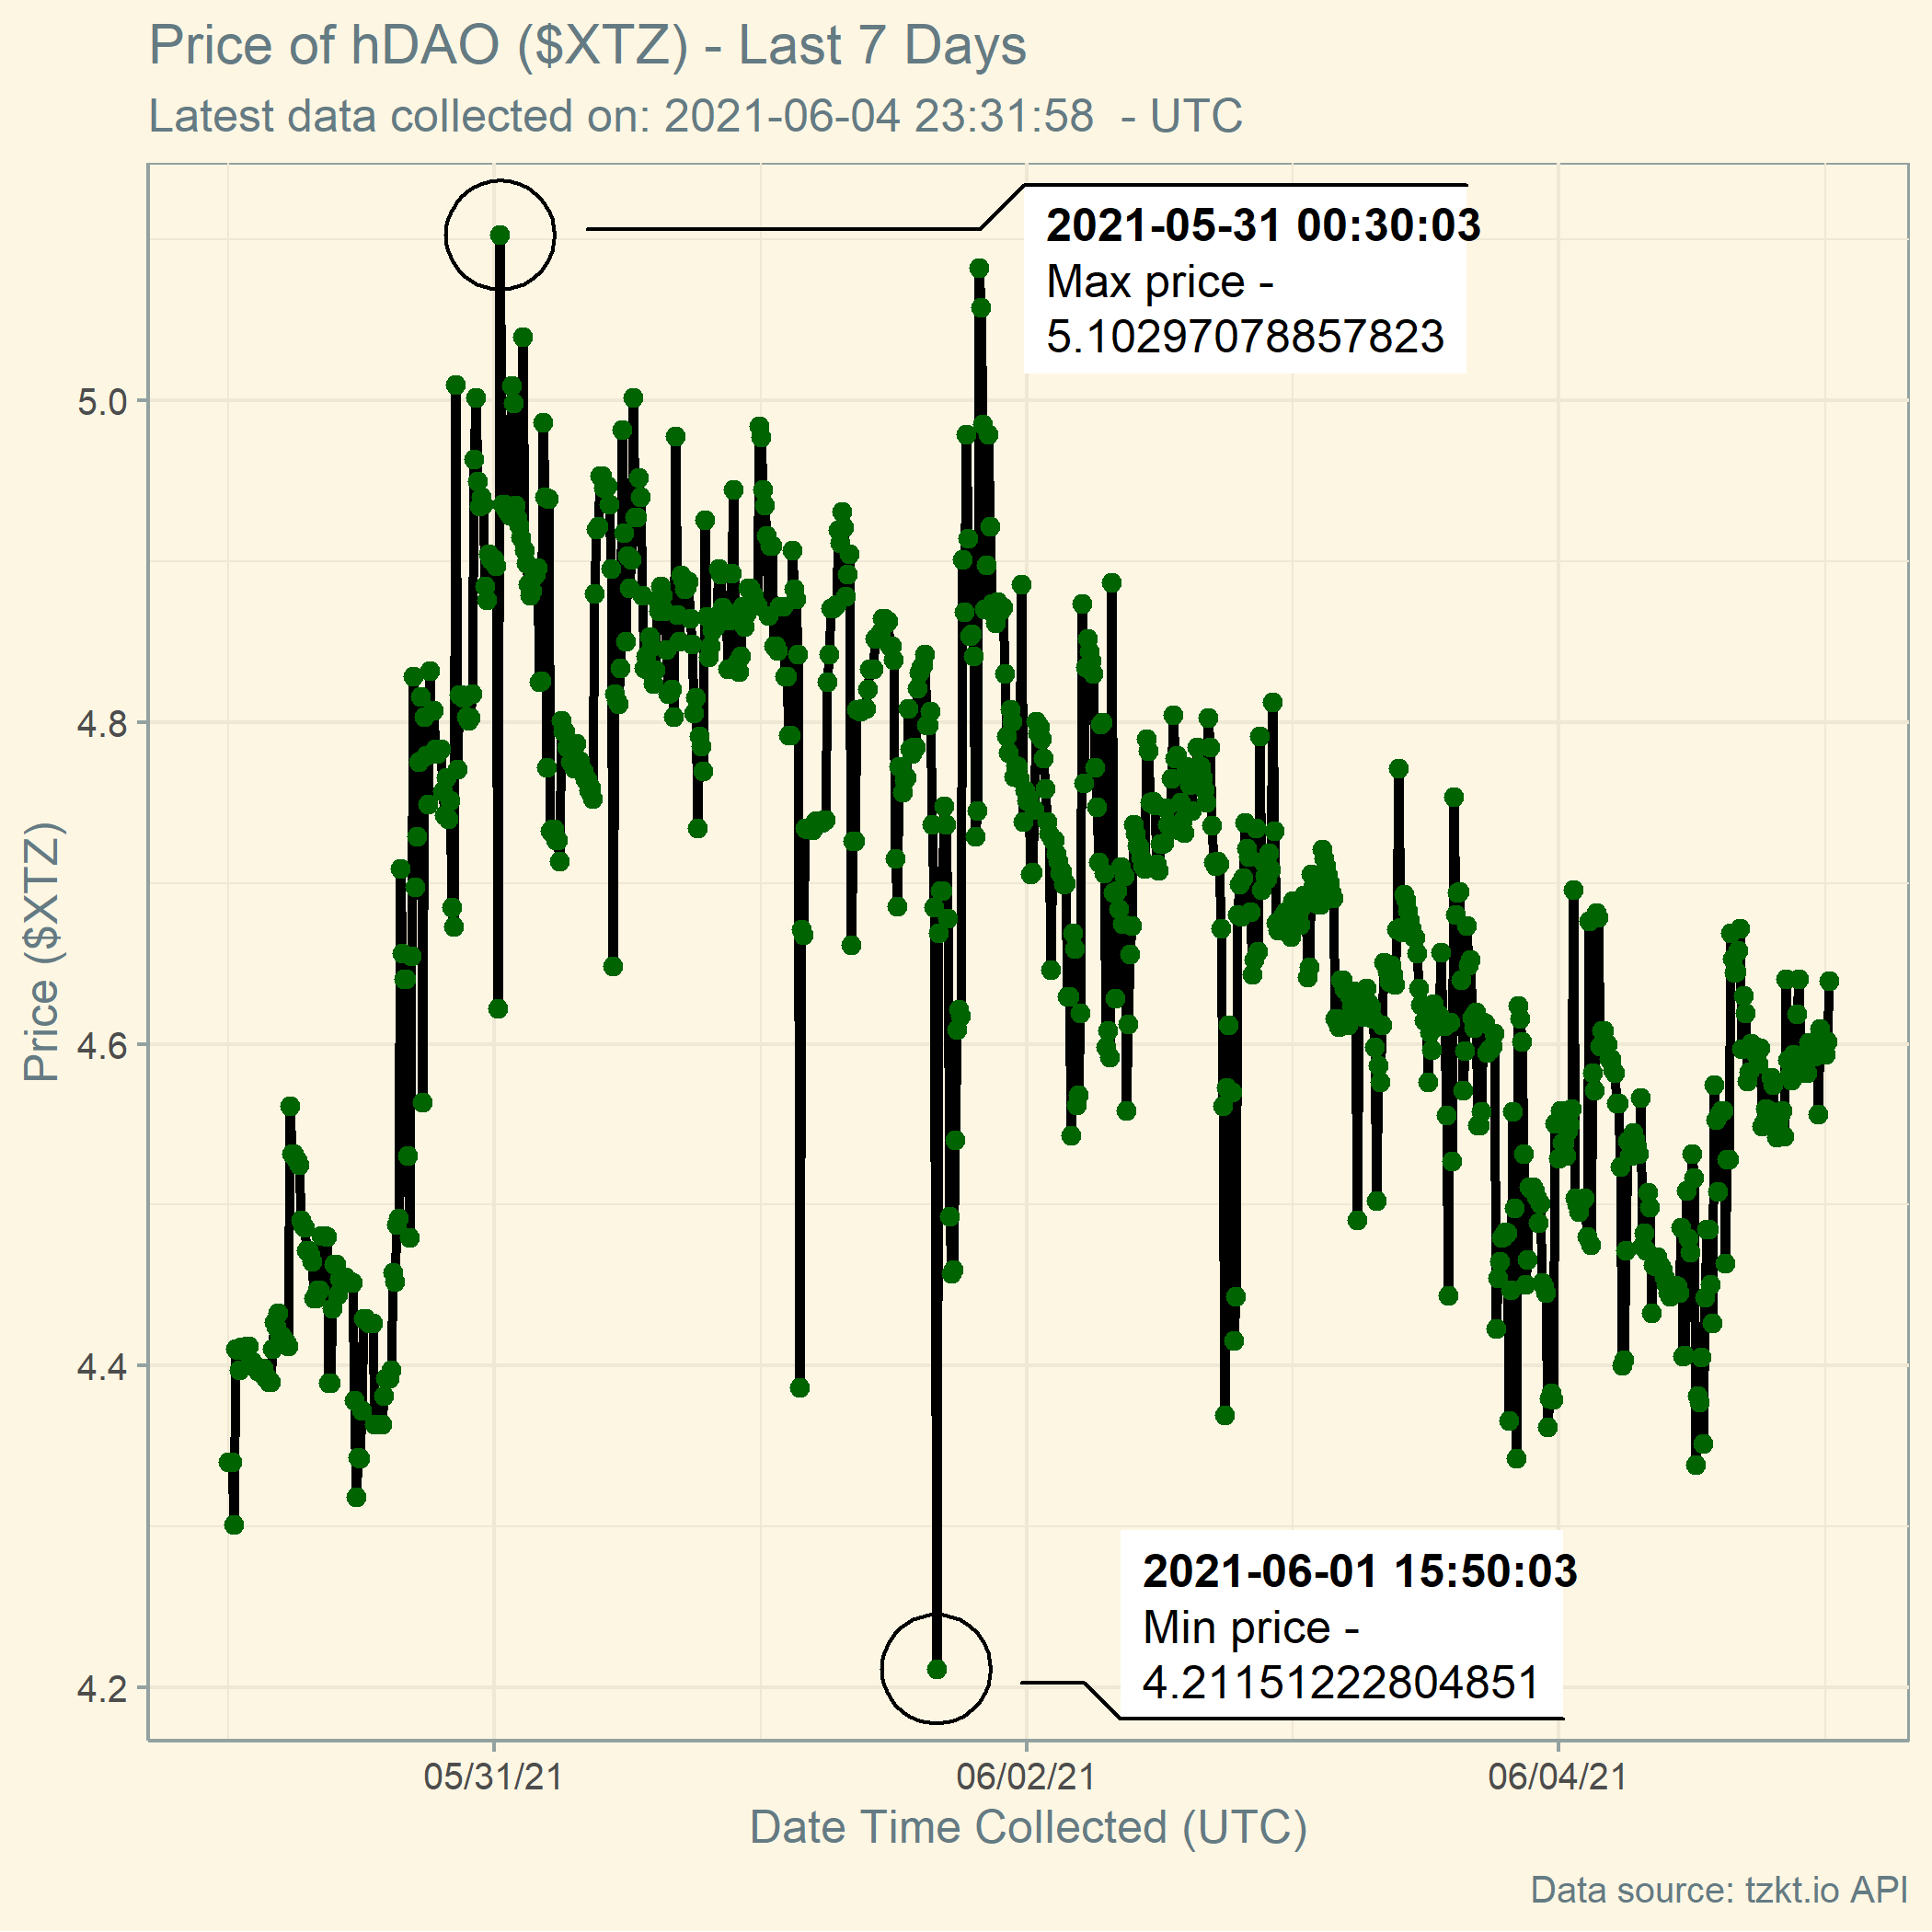 Price of hDAO ($XTZ) - Last 7 Days
Latest data collected on: 2021-06-04 23:31:58  - UTC
2021-05-31 00:30:03
Max price -
5.10297078857823
5.0
4.8
4.6
4.4
4.2
Price ($XTZ)
2021-06-01 15:50:03
Min price -
4.21151222804851
05/31/21
06/02/21
06/04/21
Date Time Collected (UTC)
Data source: tzkt.io API